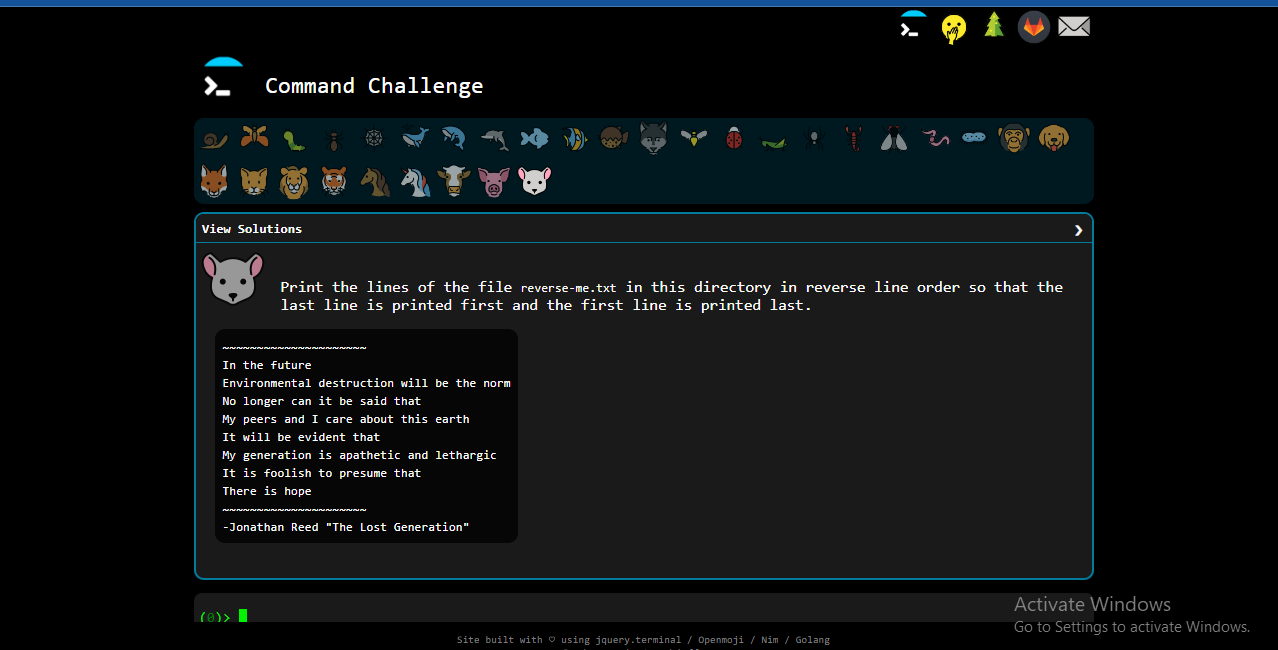 Command Challenge
View Solutions
Print the lines of the file reverse-me.txt in this directory in reverse line order so that the
last line is printed first and the first line is printed last.
~~~~~~~~~~~~~~~~~~~~~
In the future
Environmental destruction will be the norm
No longer can it be said that
My peers and I care about this earth
It will be evident that
My generation is apathetic and lethargic
It is foolish to presume that
There is hope
~~~~~~~~~~~~~~~~~~~~~
-Jonathan Reed "The Lost Generation"
(0)>
Activate Windows
Go to Settings to activate Windows.
Site built with ♡ using jquery.terminal / Openmoji / Nim / Golang